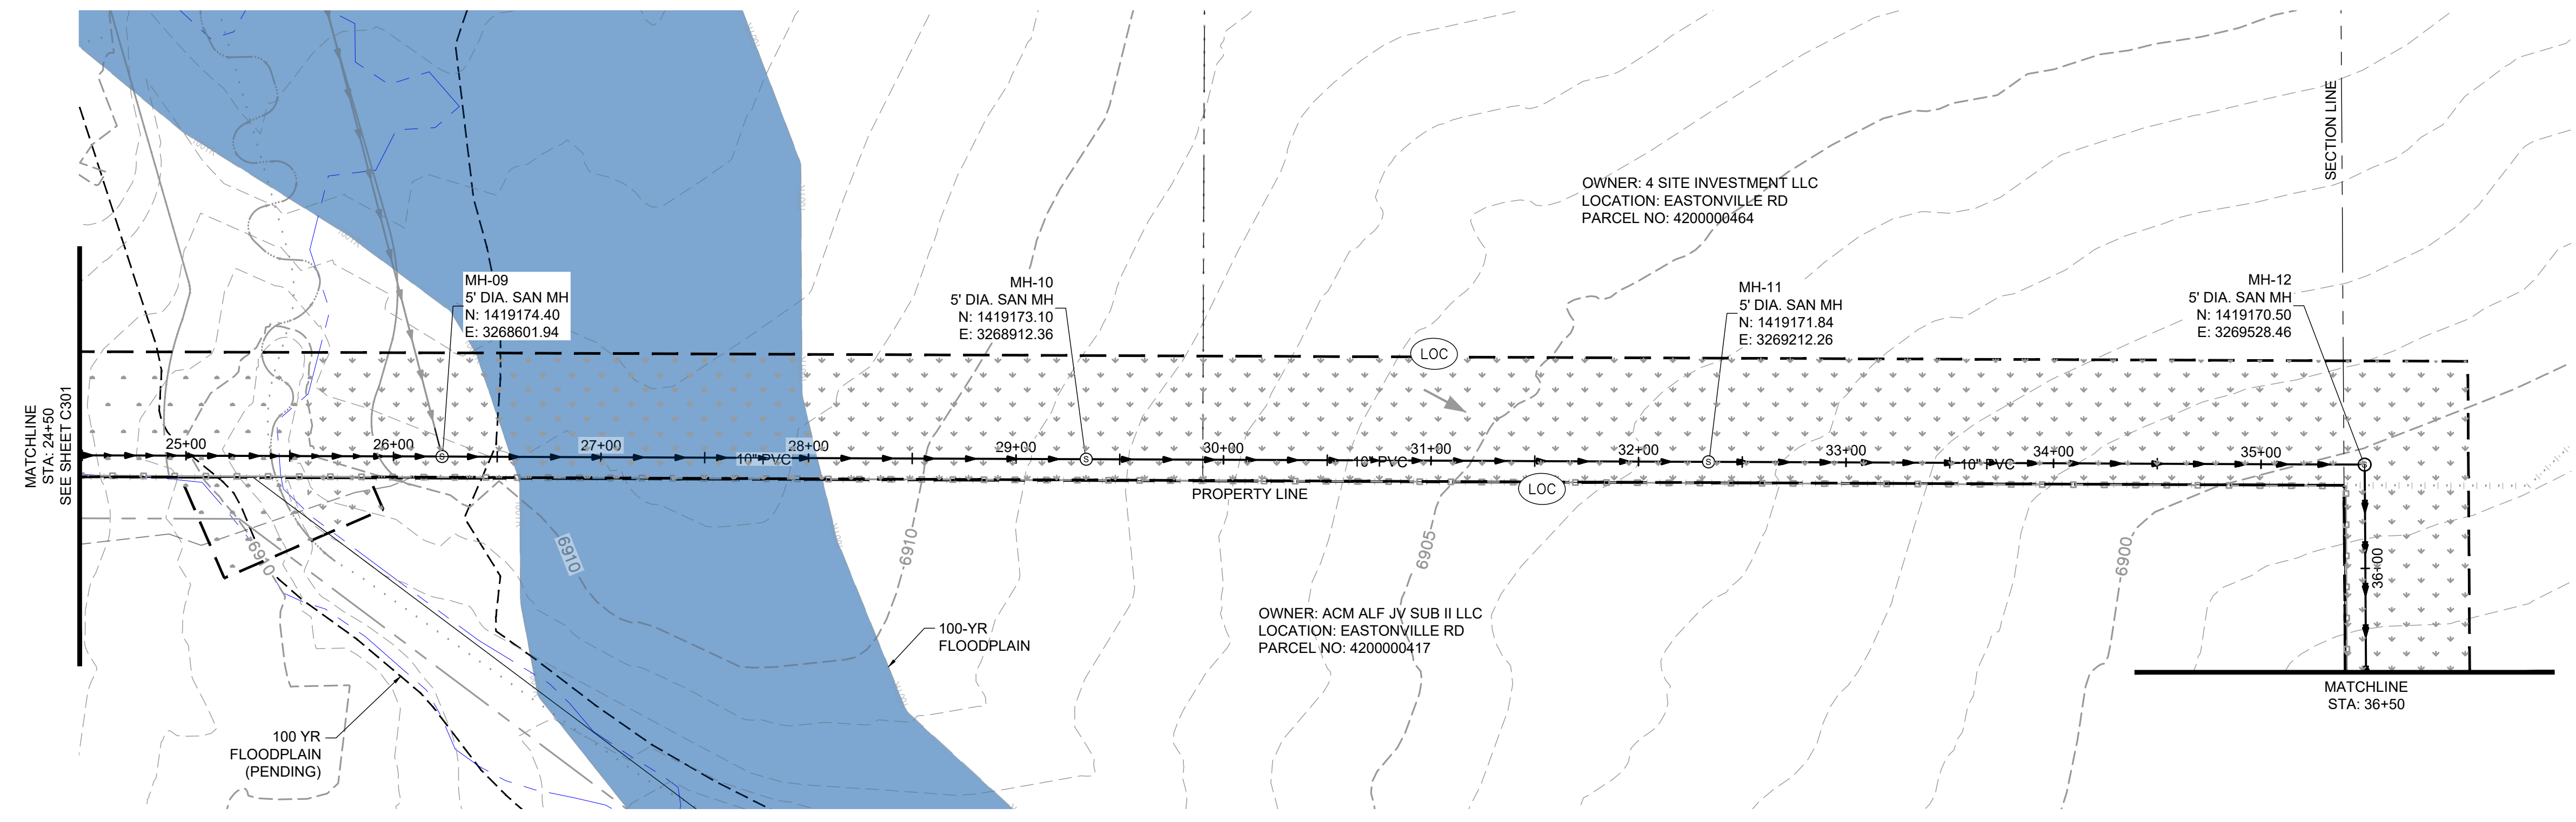 SECTION LINE
OWNER: 4 SITE INVESTMENT LLC
LOCATION: EASTONVILLE RD
PARCEL NO: 4200000464
MH-09
5' DIA. SAN MH
N: 1419174.40
E: 3268601.94
MH-10
5' DIA. SAN MH
N: 1419173.10
E: 3268912.36
MH-11
5' DIA. SAN MH
N: 1419171.84
E: 3269212.26
MH-12
5' DIA. SAN MH
N: 1419170.50
E: 3269528.46
LOC
MATCHLINE
STA: 24+50
SEE SHEET C301
25+00
26+00
27+00
28+00
29+00
30+00
31+00
32+00
33+00
34+00
35+00
S
S
S
S
10" PVC
10" PVC
10" PVC
LOC
PROPERTY LINE
6910
6910
6910
6905
6900
36+00
OWNER: ACM ALF JV SUB II LLC
LOCATION: EASTONVILLE RD
PARCEL NO: 4200000417
100-YR
FLOODPLAIN
100 YR
FLOODPLAIN
(PENDING)
MATCHLINE
STA: 36+50